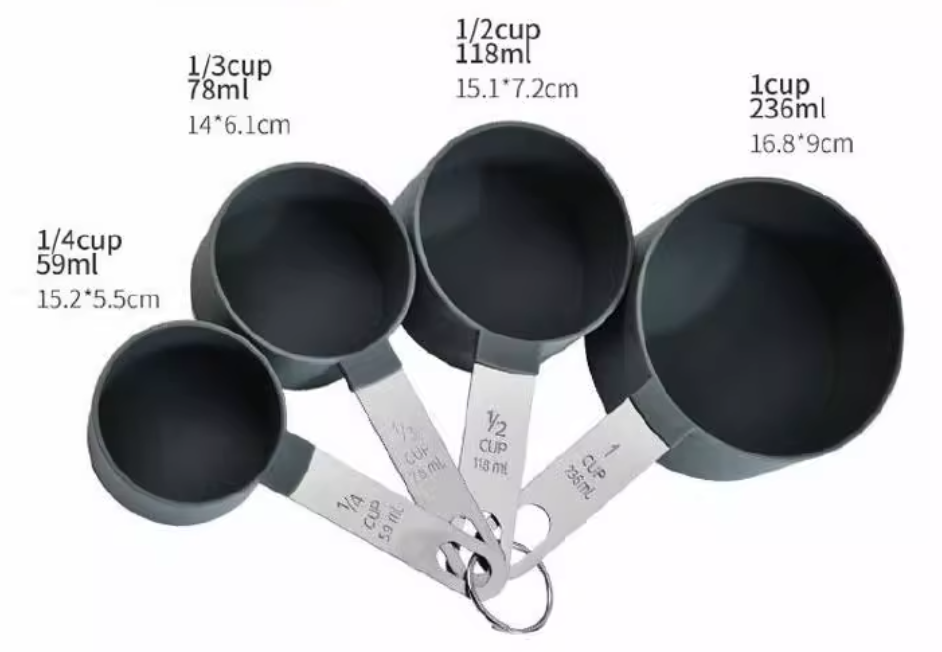 1/2cup
118ml
15.1*7.2cm
1/3cup
78ml
14*6.1cm
1cup
236ml
16.8*9cm
1/4cup
59ml
15.2*5.5cm
1/2
CUP
118 ml
1/3
CUP
78 mL
1
CUP
236mL
1/4
CUP
59 mL